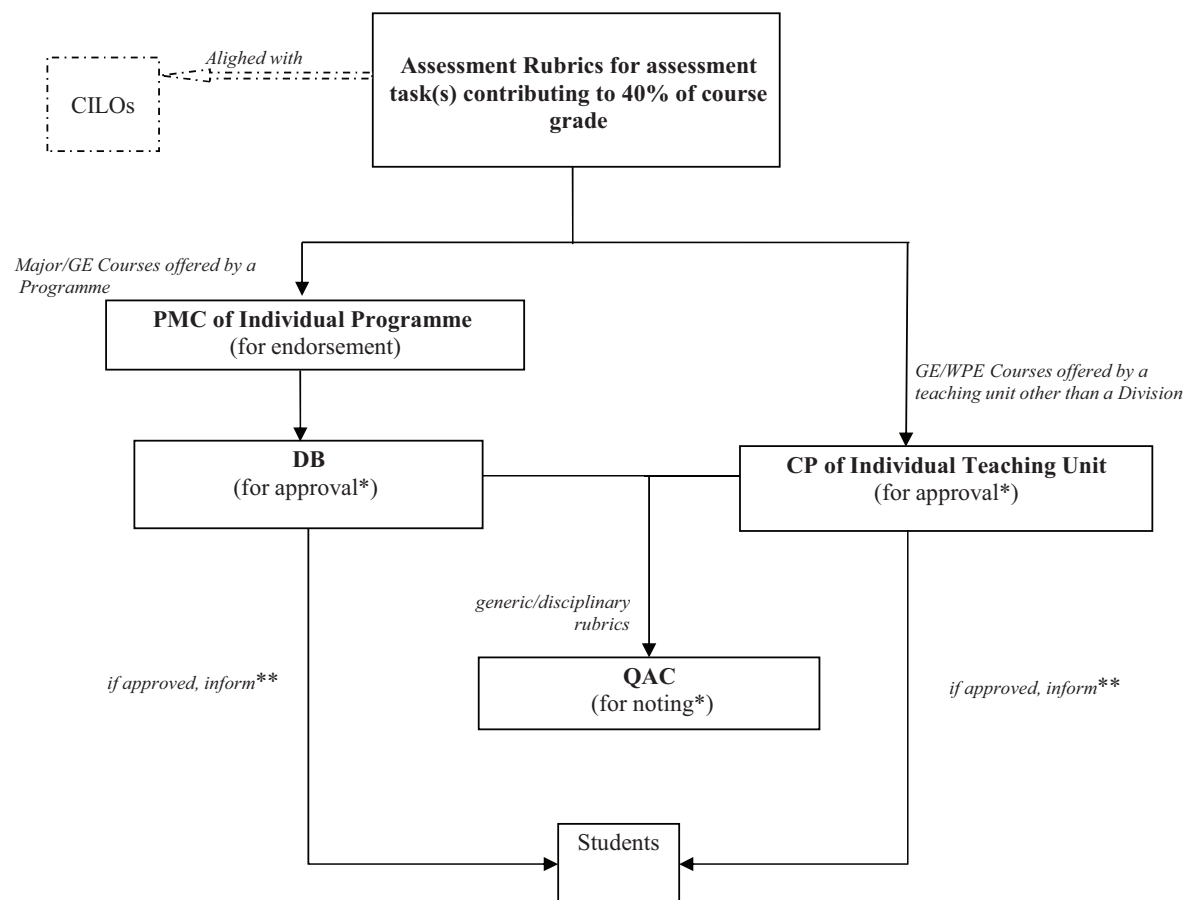 Alighed with
CILOs
Assessment Rubrics for assessment
task(s) contributing to 40% of course
grade
Major/GE Courses offered by a
Programme
PMC of Individual Programme
(for endorsement)
GE/WPE Courses offered by a
teaching unit other than a Division
DB
(for approval*)
CP of Individual Teaching Unit
(for approval*)
generic/disciplinary
rubrics
QAC
(for noting*)
if approved, inform**
if approved, inform**
Students